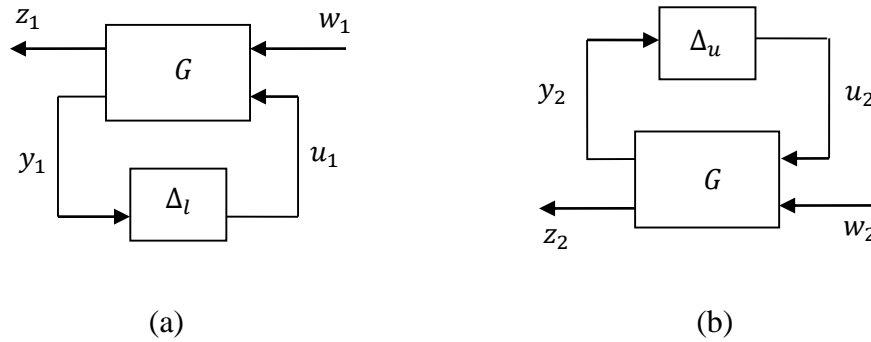 z₁ w₁
G
y₁ u₁
Δₗ
(a)
Δᵤ
y₂ u₂
G
z₂ w₂
(b)